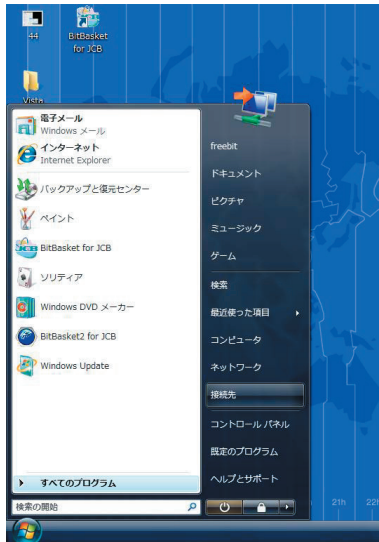 44
BitBasket
for JCB
Vista
電子メール
Windows メール
インターネット
Internet Explorer
バックアップと復元センター
ペイント
BitBasket for JCB
ソリティア
Windows DVD メーカー
BitBasket2 for JCB
Windows Update
すべてのプログラム
検索の開始
freebit
ドキュメント
ピクチャ
ミュージック
ゲーム
検索
最近使った項目
コンピュータ
ネットワーク
接続先
コントロール パネル
既定のプログラム
ヘルプとサポート
21h
22h